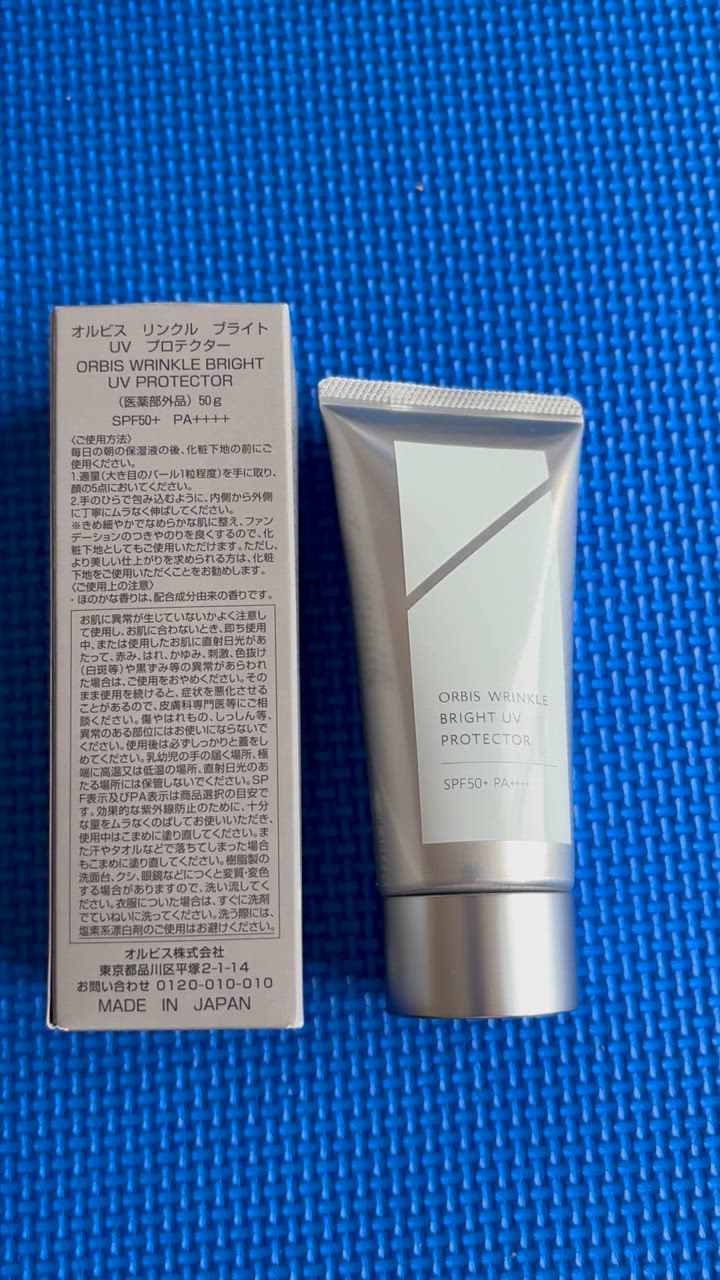 オルビス リンクル ブライト
UV プロテクター
ORBIS WRINKLE BRIGHT
UV PROTECTOR
(医薬部外品) 50g
SPF50+ PA++++
〈ご使用方法〉
毎日の朝の保湿液の後、化粧下地の前にご
使用ください。
1.適量(大き目のパール1粒程度)を手に取り、
顔の5点においてください。
2.手のひらで包み込むように、内側から外側
に丁寧にムラなく伸ばしてください。
※きめ細やかでなめらかな肌に整え、ファン
デーションのつきやのりを良くするので、化
粧下地としてもご使用いただけます。ただし、
より美しい仕上がりを求められる方は、化粧
下地をご使用いただくことをお勧めします。
〈ご使用上の注意〉
・ほのかな香りは、配合成分由来の香りです。
お肌に異常が生じていないかよく注意し
て使用し、お肌に合わないとき、即ち使用
中、または使用したお肌に直射日光があ
たって、赤み、はれ、かゆみ、刺激、色抜け
(白斑等)や黒ずみ等の異常があらわれ
た場合は、ご使用をおやめください。その
まま使用を続けると、症状を悪化させる
ことがあるので、皮膚科専門医等にご相
談ください。傷やはれもの、しっしん等、
異常のある部位にはお使いにならないで
ください。使用後は必ずしっかりと蓋をし
めてください。乳幼児の手の届く場所、極
端に高温又は低温の場所、直射日光のあ
たる場所には保管しないでください。SP
F表示及びPA表示は商品選択の目安で
す。効果的な紫外線防止のために、十分
な量をムラなくのばしてお使いいただき、
使用中はこまめに塗り直してください。ま
た汗やタオルなどで落ちてしまった場合
もこまめに塗り直してください。樹脂製の
洗面台、クシ、眼鏡などにつくと変質・変色
する場合がありますので、洗い流してく
ださい。衣服についた場合は、すぐに洗剤
でていねいに洗ってください。洗う際には、
塩素系漂白剤のご使用はお避けください。
オルビス株式会社
東京都品川区平塚2-1-14
お問い合わせ 0120-010-010
MADE IN JAPAN
ORBIS WRINKLE
BRIGHT UV
PROTECTOR
SPF50+ PA++++